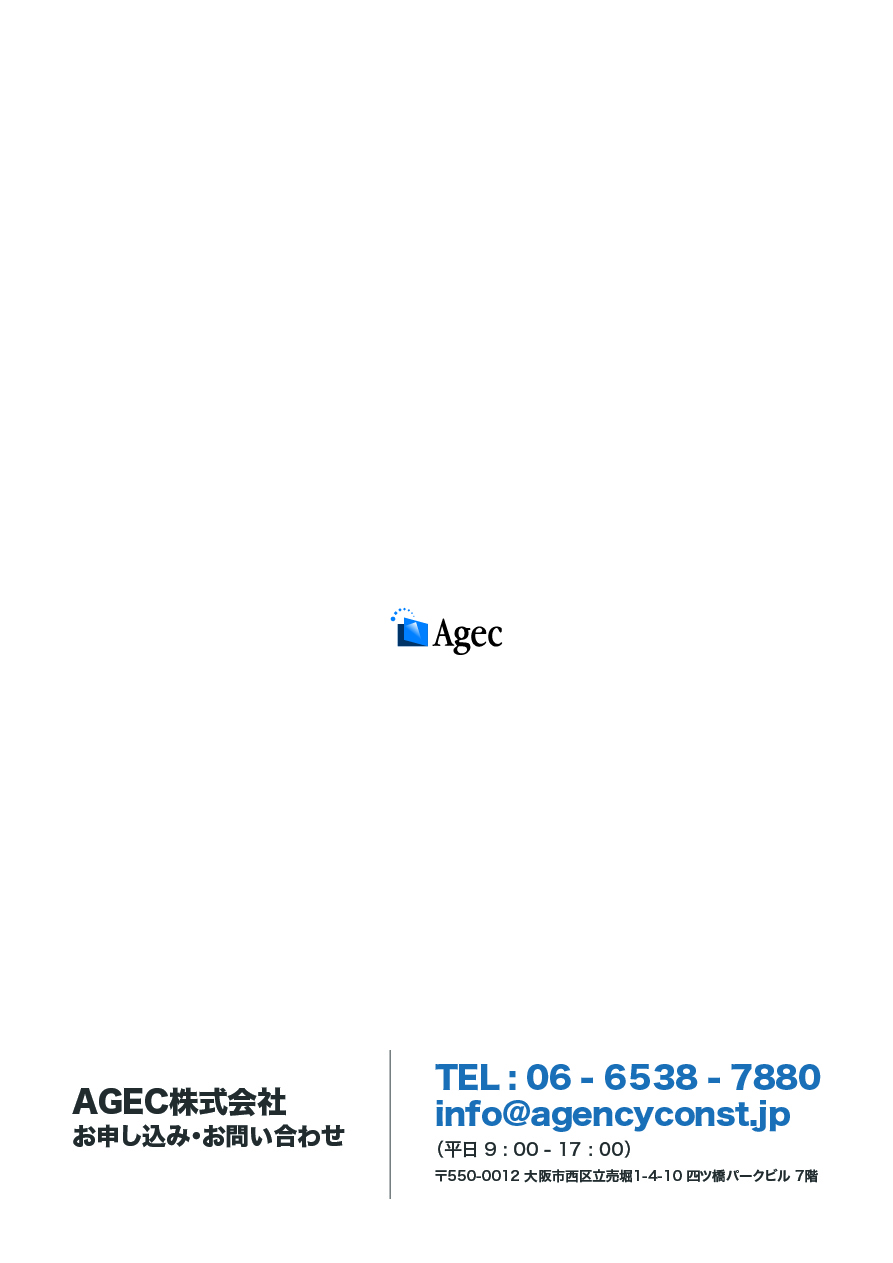 Agec
AGEC株式会社
お申し込み・お問い合わせ
TEL : 06 - 6538 - 7880
info@agencyconst.jp
（平日 9 : 00 - 17 : 00）
〒550-0012 大阪市西区立売堀1-4-10 四ツ橋パークビル 7階